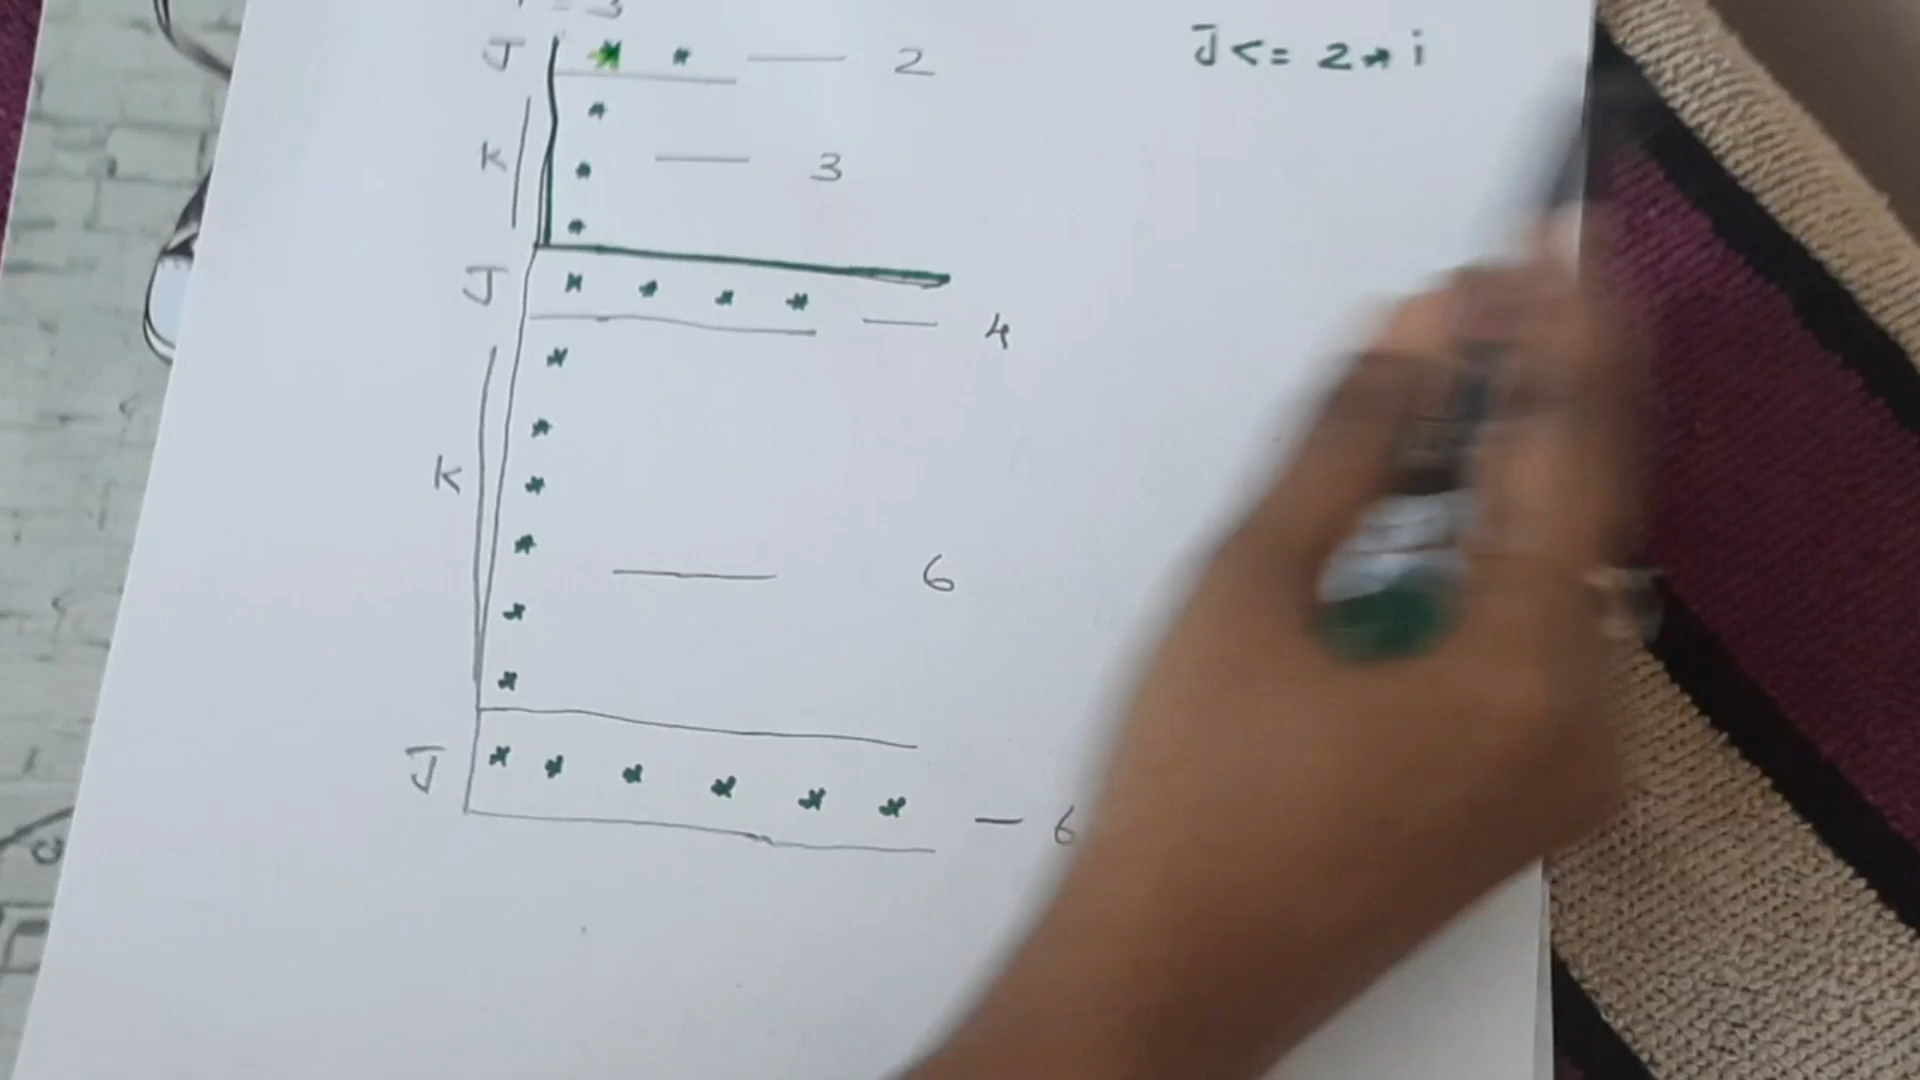 J * * — 2
J <= 2 * i
*
K * — 3
*
J * * * * — 4
*
*
K *
*
— 6
*
*
J * * * * * * — 6